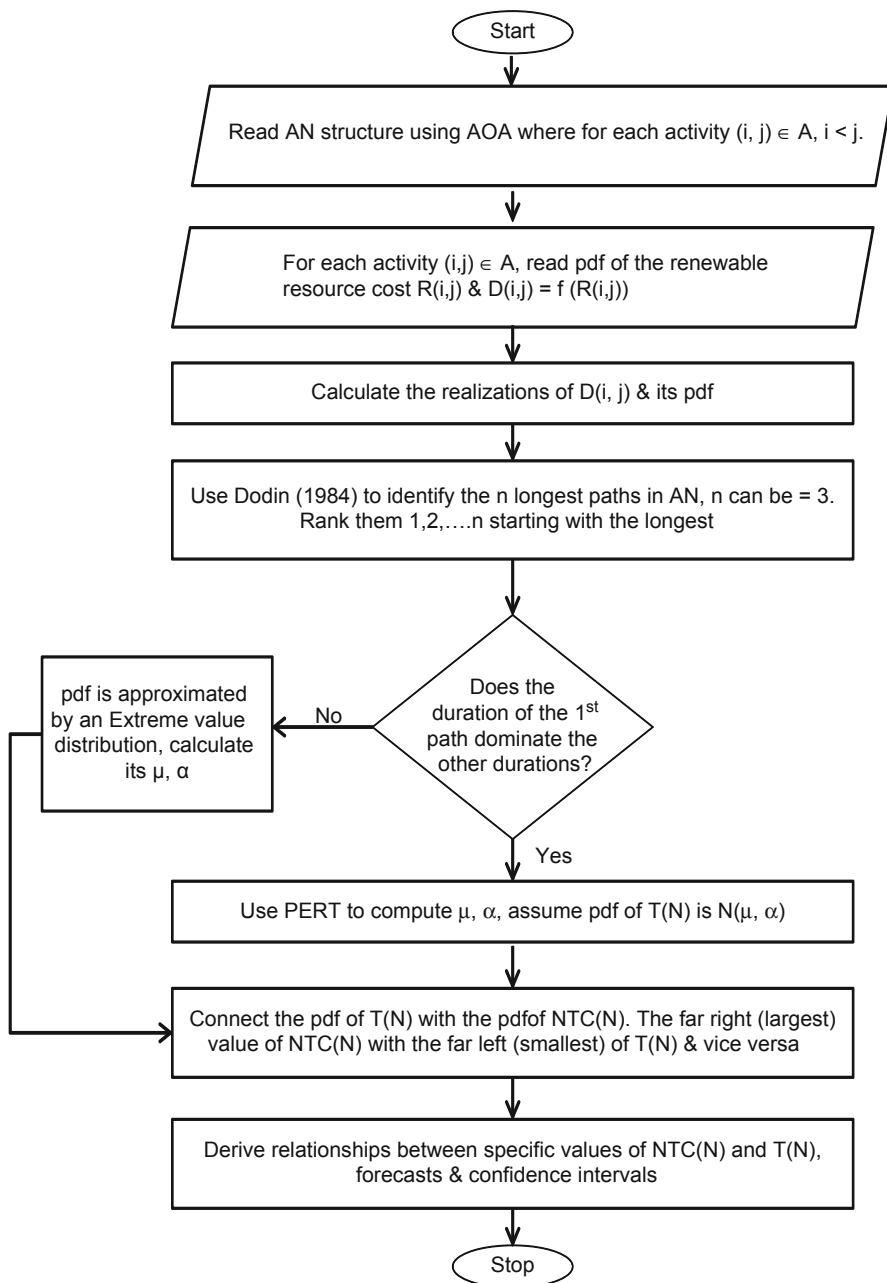 Start
Read AN structure using AOA where for each activity (i, j) ∈ A, i < j.
For each activity (i,j) ∈ A, read pdf of the renewable
resource cost R(i,j) & D(i,j) = f (R(i,j))
Calculate the realizations of D(i, j) & its pdf
Use Dodin (1984) to identify the n longest paths in AN, n can be = 3.
Rank them 1,2,….n starting with the longest
Does the
duration of the 1st
path dominate the
other durations?
No
pdf is approximated
by an Extreme value
distribution, calculate
its μ, α
Yes
Use PERT to compute μ, α, assume pdf of T(N) is N(μ, α)
Connect the pdf of T(N) with the pdfof NTC(N). The far right (largest)
value of NTC(N) with the far left (smallest) of T(N) & vice versa
Derive relationships between specific values of NTC(N) and T(N),
forecasts & confidence intervals
Stop